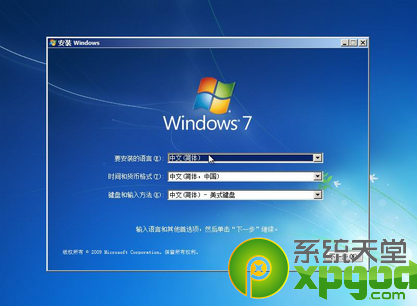 安装 Windows
Windows 7
要安装的语言(I): 中文(简体)
时间和货币格式(T): 中文(简体，中国)
键盘和输入方法(K): 中文(简体) - 美式键盘
输入语言和其他首选项，然后单击“下一步”继续。
版权所有 © 2009 Microsoft Corporation. 保留所有权利。
系统天堂
xpgod
.com